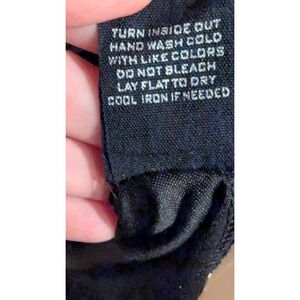 TURN INSIDE OUT
HAND WASH COLD
WITH LIKE COLORS
DO NOT BLEACH
LAY FLAT TO DRY
COOL IRON IF NEEDED